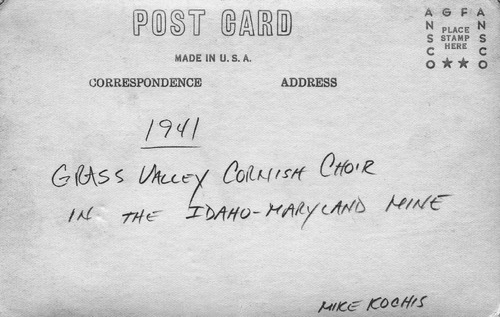 POST CARD
MADE IN U.S.A.
CORRESPONDENCE ADDRESS
AGFA
ANSCO
ANSCO
PLACE
STAMP
HERE
1941
GRASS VALLEY CORNISH CHOIR
IN THE IDAHO-MARYLAND MINE
MIKE KOCHIS